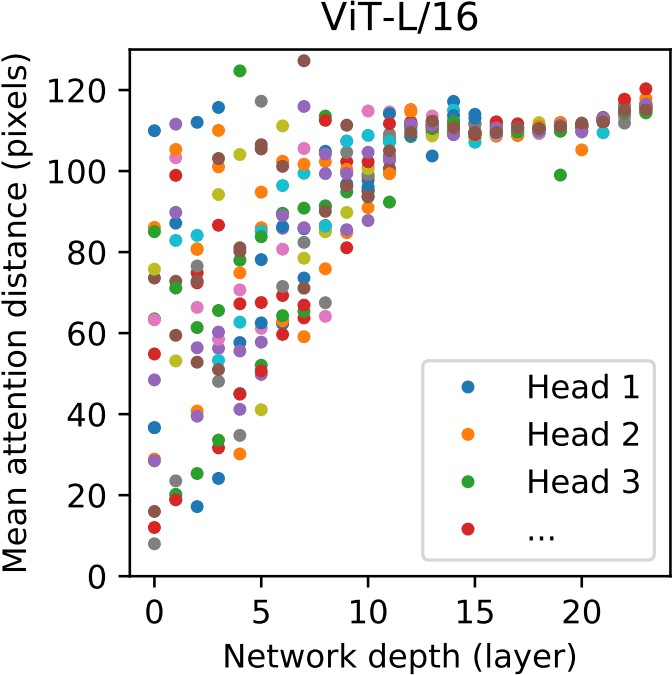 ViT-L/16
Mean attention distance (pixels)
120
100
80
60
40
20
0
Head 1
Head 2
Head 3
...
0 5 10 15 20
Network depth (layer)